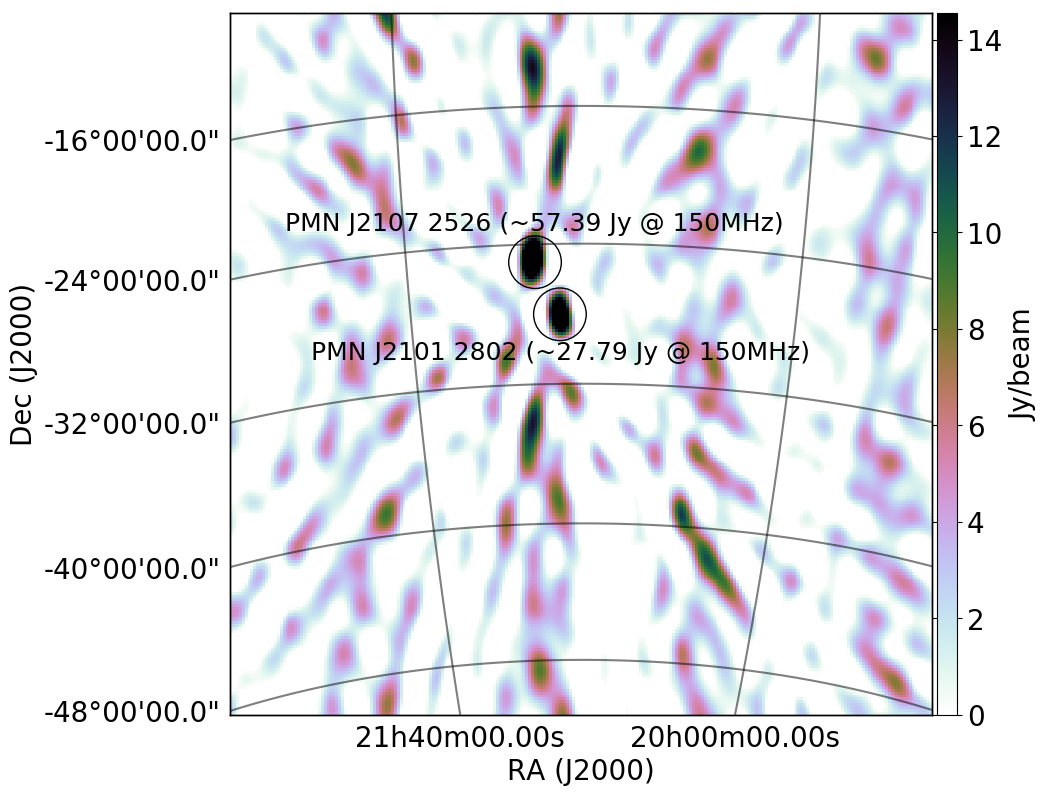 14
12
10
8
6
4
2
0
Jy/beam
-16°00'00.0"
-24°00'00.0"
-32°00'00.0"
-40°00'00.0"
-48°00'00.0"
Dec (J2000)
PMN J2107 2526 (~57.39 Jy @ 150MHz)
PMN J2101 2802 (~27.79 Jy @ 150MHz)
21h40m00.00s
20h00m00.00s
RA (J2000)